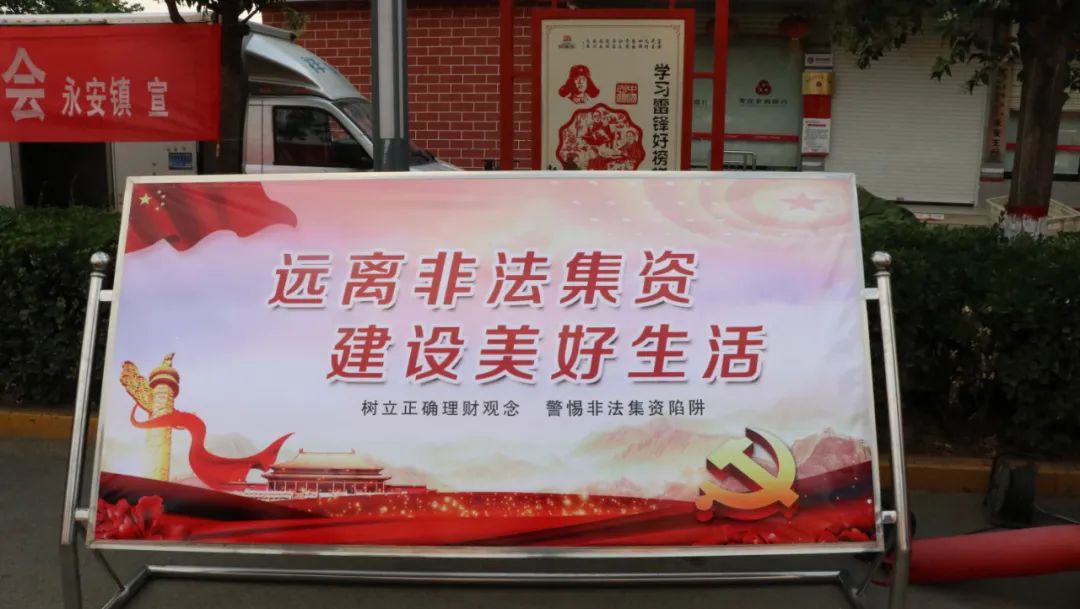 会 永安镇 宣
学习雷锋好榜
远离非法集资
建设美好生活
树立正确理财观念 警惕非法集资陷阱